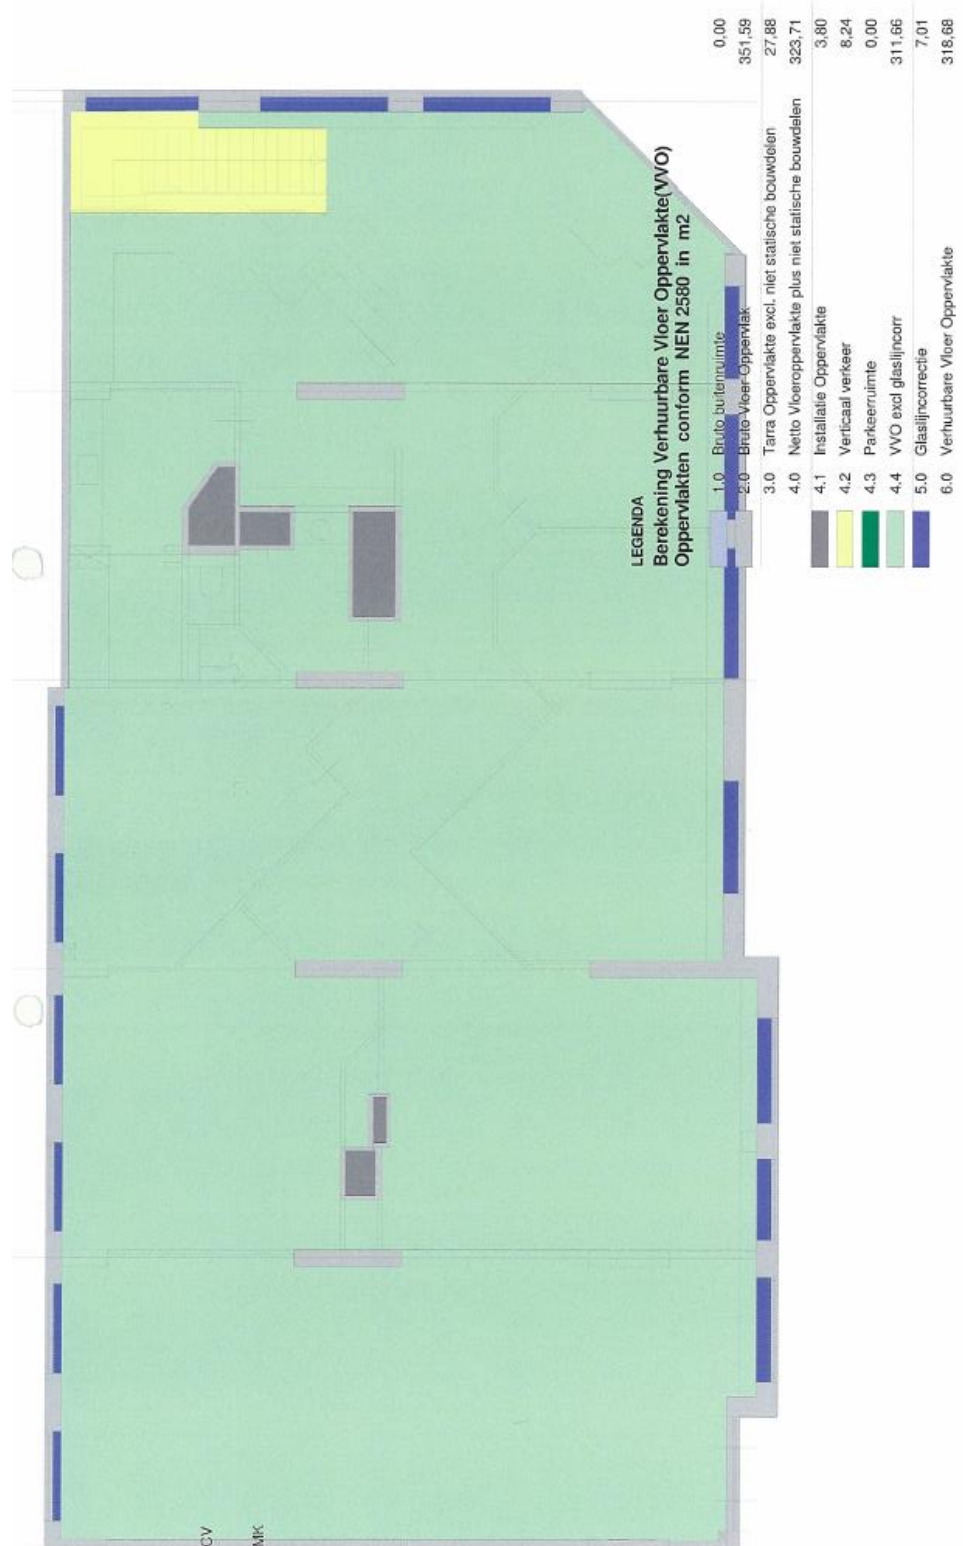 LEGENDA
Berekening Verhuurbare Vloer Oppervlakte(VVO)
Oppervlakten conform NEN 2580 in m2
1.0 Bruto buitenruimte 0,00
2.0 Bruto Vloer Oppervlak 351,59
3.0 Tarra Oppervlakte excl. niet statische bouwdelen 27,88
4.0 Netto Vloeroppervlakte plus niet statische bouwdelen 323,71
4.1 Installatie Oppervlakte 3,80
4.2 Verticaal verkeer 8,24
4.3 Parkeerruimte 0,00
4.4 VVO excl glaslijncorr 311,66
5.0 Glaslijncorrectie 7,01
6.0 Verhuurbare Vloer Oppervlakte 318,68
CV
MK